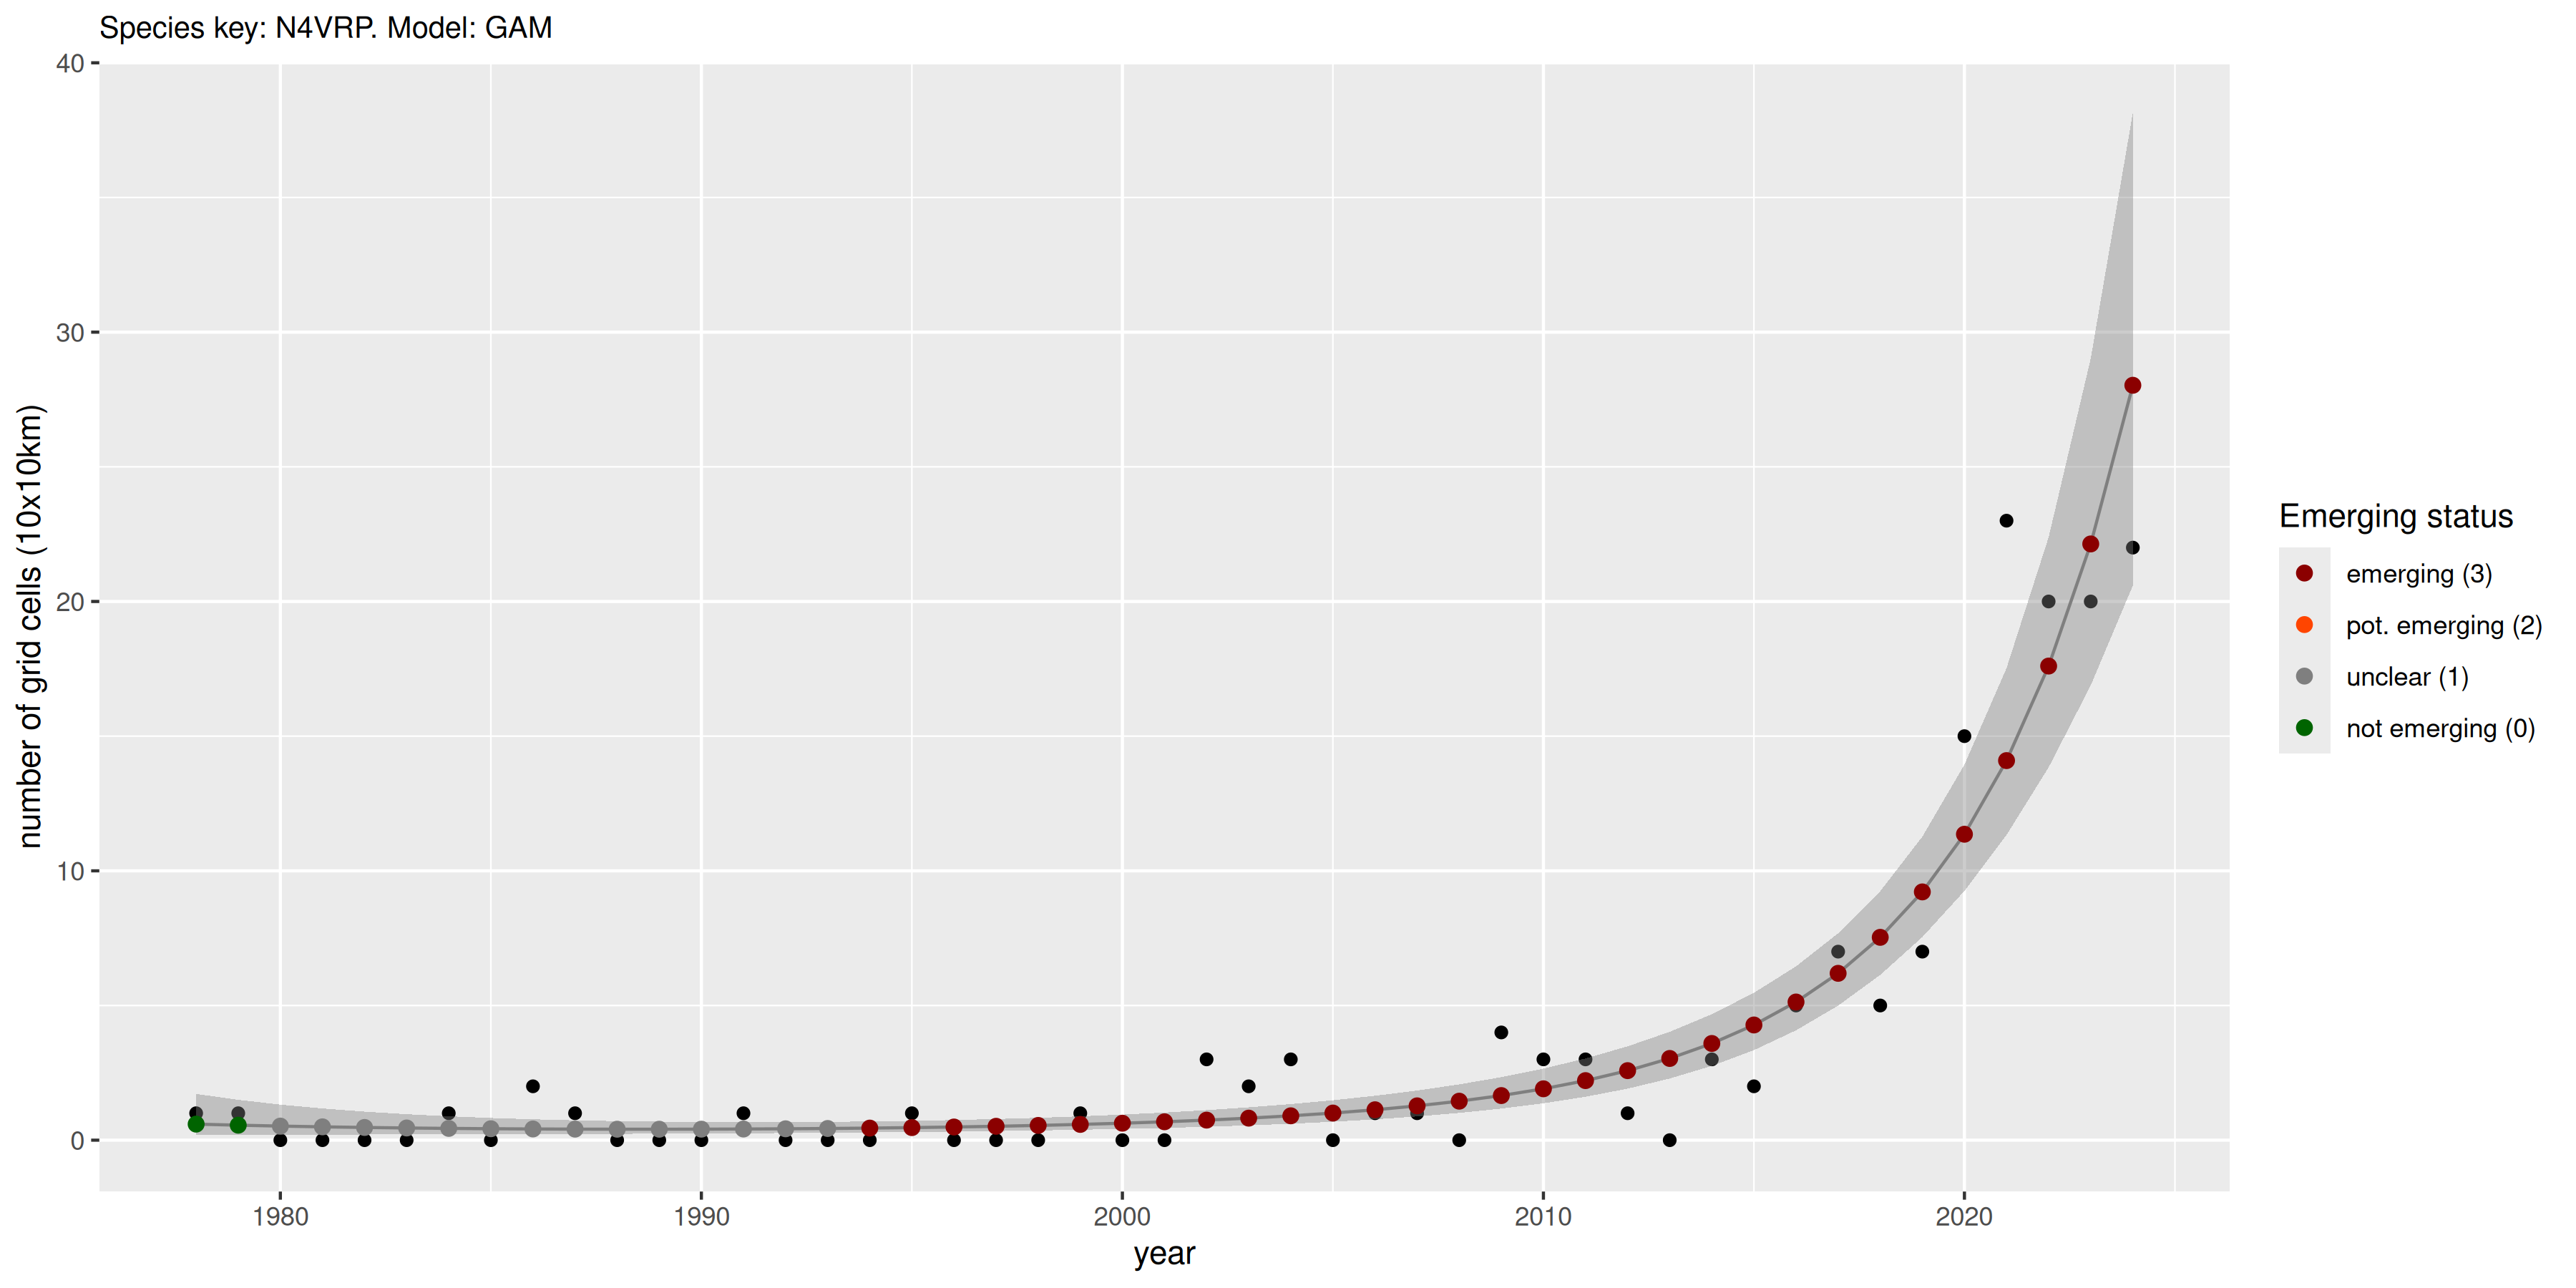 Species key: N4VRP. Model: GAM
40
30
20
10
0
number of grid cells (10x10km)
1980
1990
2000
2010
2020
year
Emerging status
emerging (3)
pot. emerging (2)
unclear (1)
not emerging (0)